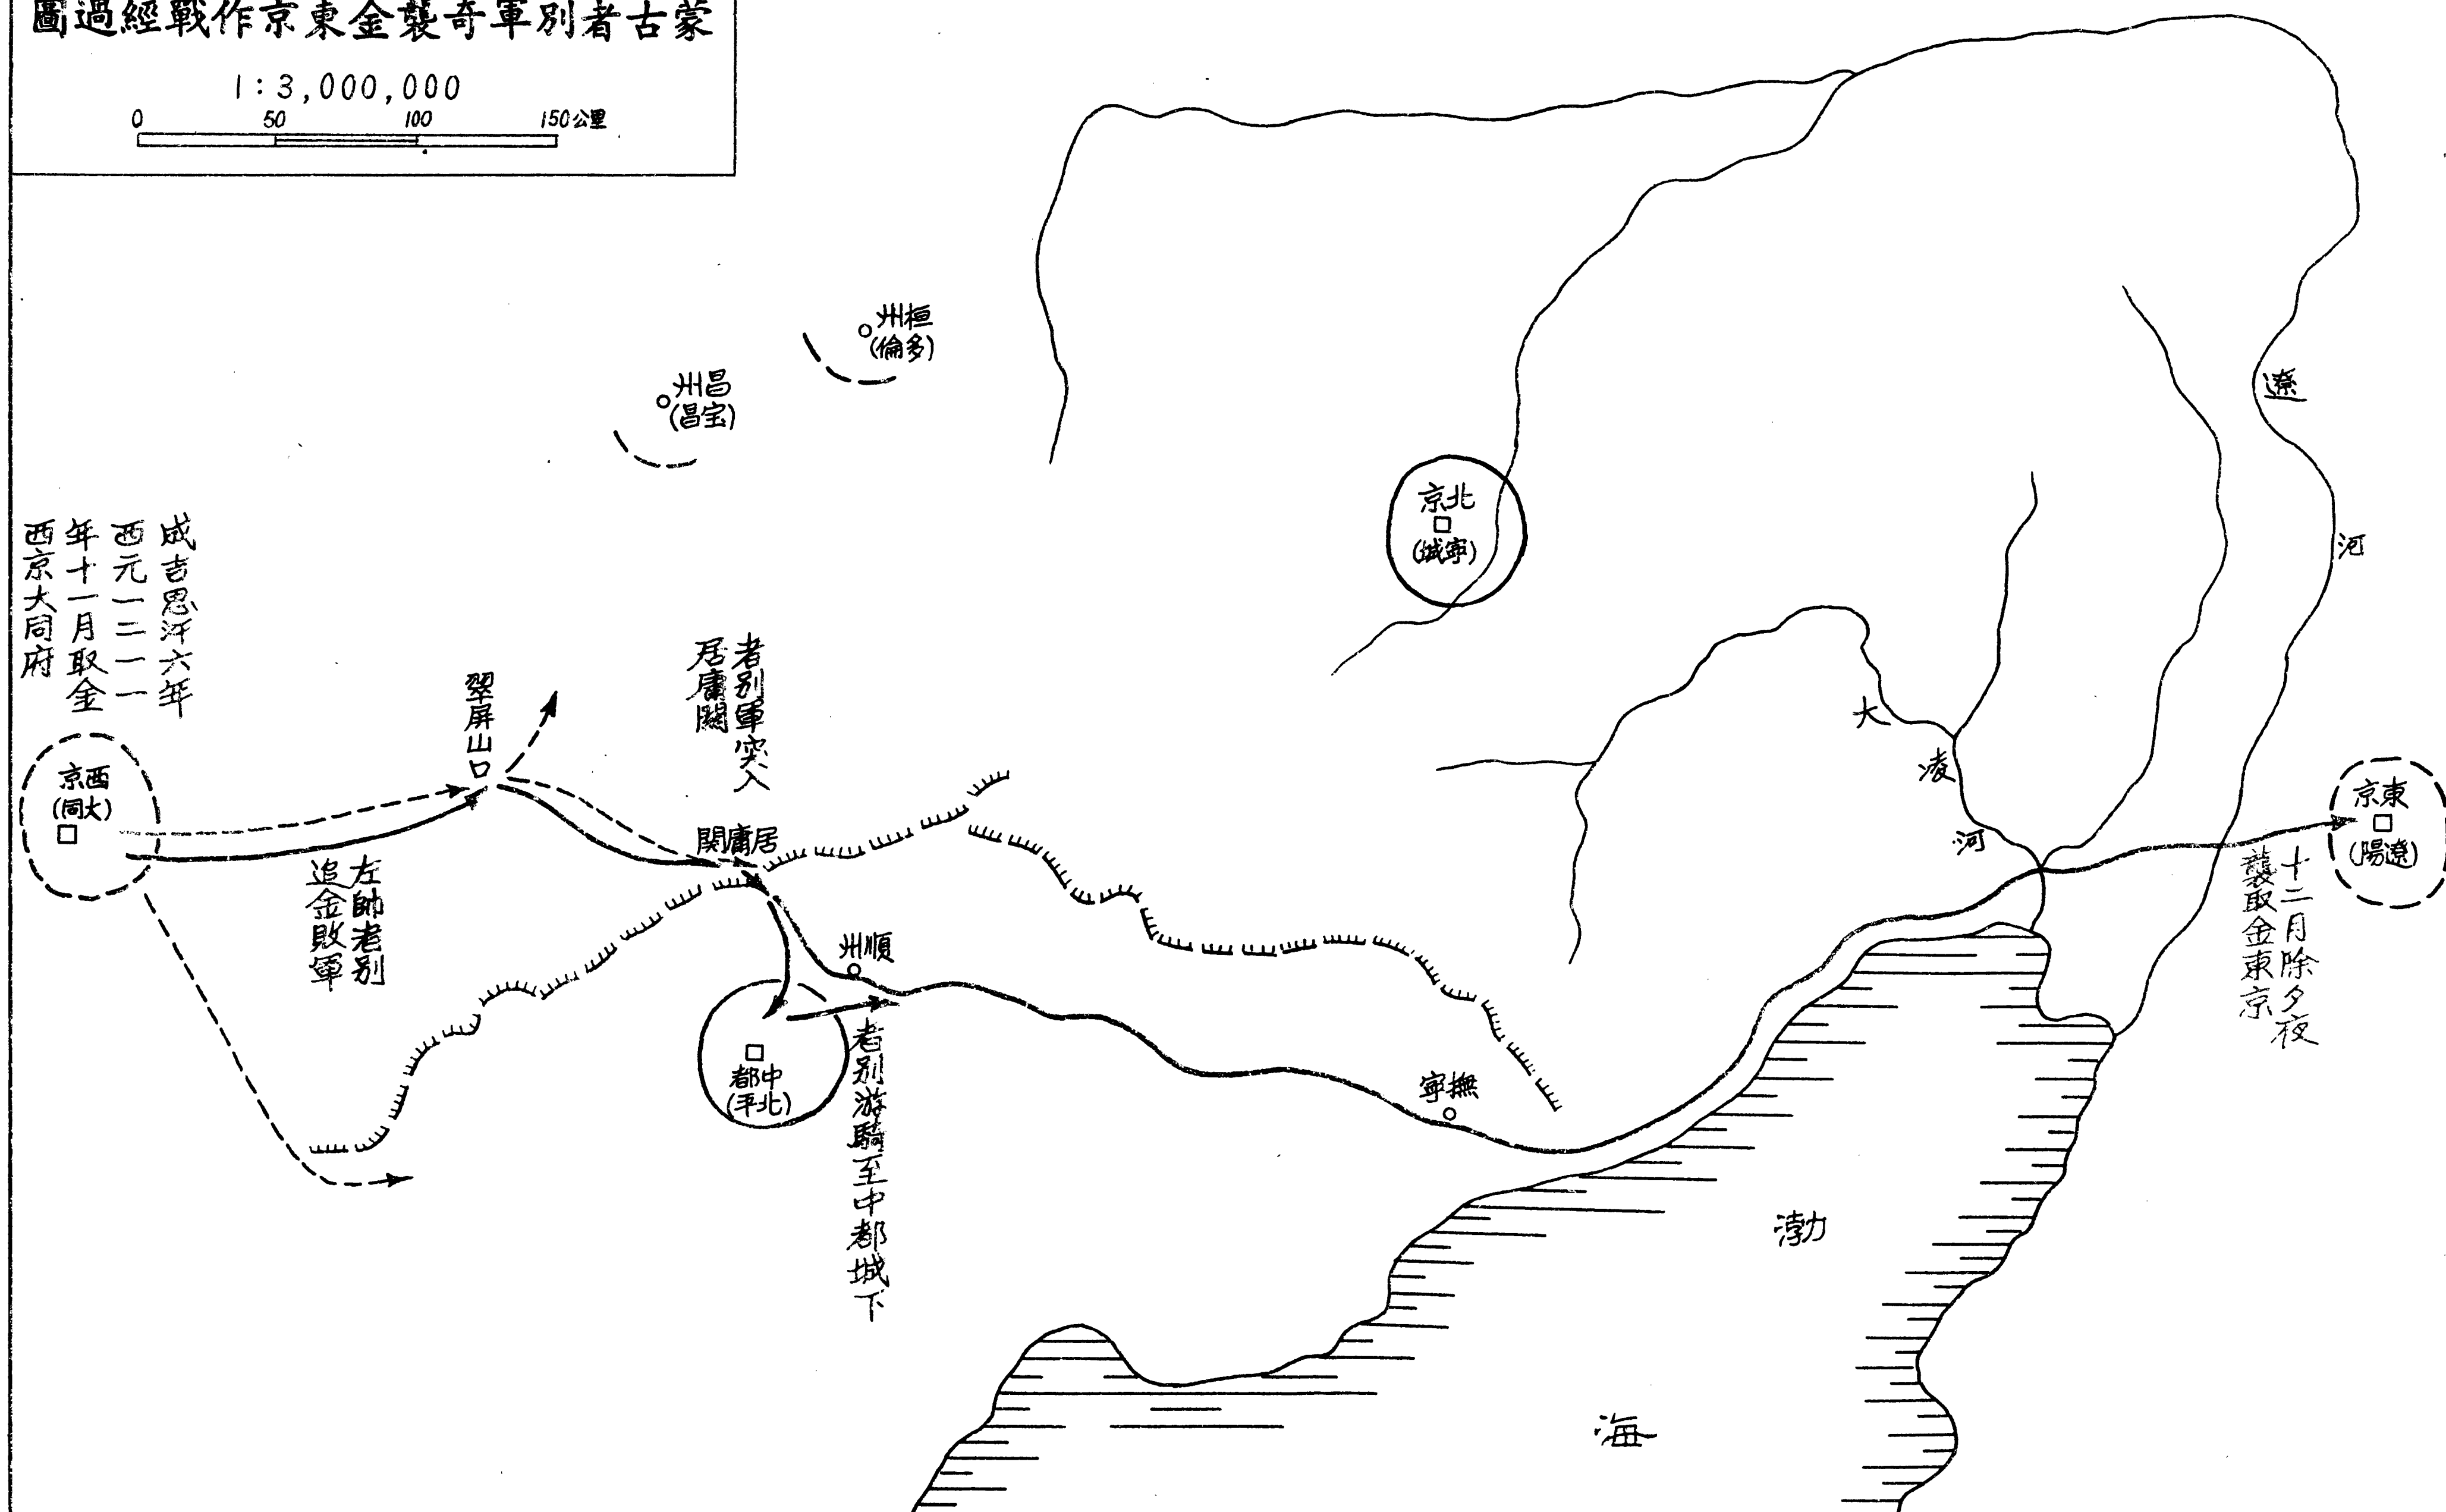 蒙古者別軍奇襲金東京作戰經過圖
1:3,000,000
0 50 100 150公里
桓州
(多倫)
昌州
(宝昌)
北京
(寧城)
遼
河
成吉思汗六年
西元一二一一
年十一月取金
西京大同府
西京
(大同)
翠屏山口
者別軍突入
居庸關
居庸関
左帥者別
追金敗軍
順州
中都
(北平)
者別游騎至中都城下
撫寧
大
凌
河
東京
(遼陽)
十二月除夕夜
襲取金東京
渤
海